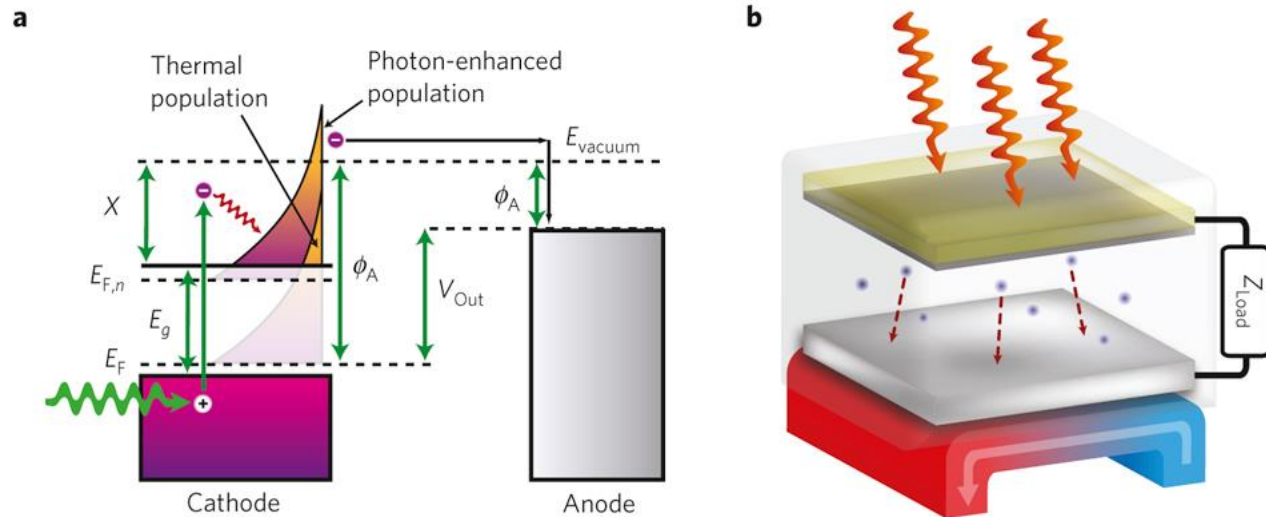 a
Thermal
population
Photon-enhanced
population
E_vacuum
χ
ϕ_A
E_F,n
ϕ_A
V_Out
E_g
E_F
Cathode
Anode
b
Z_Load